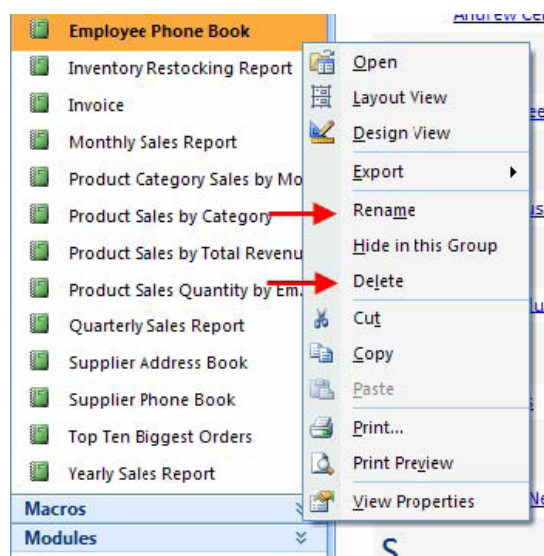 Employee Phone Book
Inventory Restocking Report
Invoice
Monthly Sales Report
Product Category Sales by Mo
Product Sales by Category
Product Sales by Total Revenu
Product Sales Quantity by Em.
Quarterly Sales Report
Supplier Address Book
Supplier Phone Book
Top Ten Biggest Orders
Yearly Sales Report
Macros
Modules
Open
Layout View
Design View
Export
Rename
Hide in this Group
Delete
Cut
Copy
Paste
Print...
Print Preview
View Properties
Andrew Cen
S